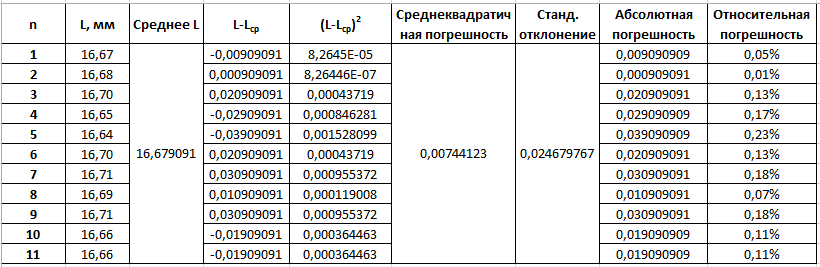 n L, мм Среднее L L-Lср (L-Lср)² Среднеквадратич Станд. Абсолютная Относительная
ная погрешность отклонение погрешность погрешность
1 16,67 -0,00909091 8,2645E-05 0,009090909 0,05%
2 16,68 0,000909091 8,26446E-07 0,000909091 0,01%
3 16,70 0,020909091 0,00043719 0,020909091 0,13%
4 16,65 -0,02909091 0,000846281 0,029090909 0,17%
5 16,64 -0,03909091 0,001528099 0,039090909 0,23%
6 16,70 16,679091 0,020909091 0,00043719 0,00744123 0,024679767 0,020909091 0,13%
7 16,71 0,030909091 0,000955372 0,030909091 0,18%
8 16,69 0,010909091 0,000119008 0,010909091 0,07%
9 16,71 0,030909091 0,000955372 0,030909091 0,18%
10 16,66 -0,01909091 0,000364463 0,019090909 0,11%
11 16,66 -0,01909091 0,000364463 0,019090909 0,11%